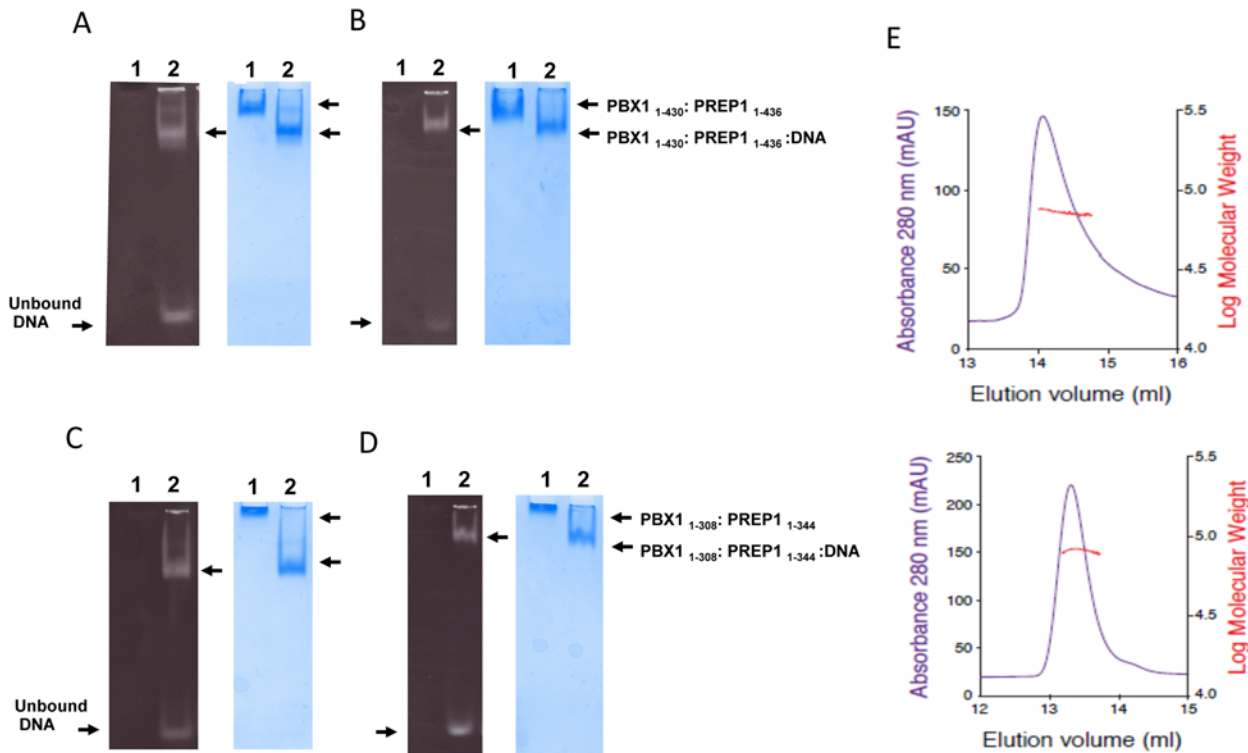 A
B
E
1 2
1 2
1 2
1 2
PBX1 1-430: PREP1 1-436
PBX1 1-430: PREP1 1-436 :DNA
Unbound
DNA
Absorbance 280 nm (mAU)
150
100
50
0
5.5
5.0
4.5
4.0
Log Molecular Weight
13 14 15 16
Elution volume (ml)
C
D
1 2
1 2
1 2
1 2
PBX1 1-308: PREP1 1-344
PBX1 1-308: PREP1 1-344 :DNA
Unbound
DNA
Absorbance 280 nm (mAU)
250
200
150
100
50
0
5.5
5.0
4.5
4.0
Log Molecular Weight
12 13 14 15
Elution volume (ml)